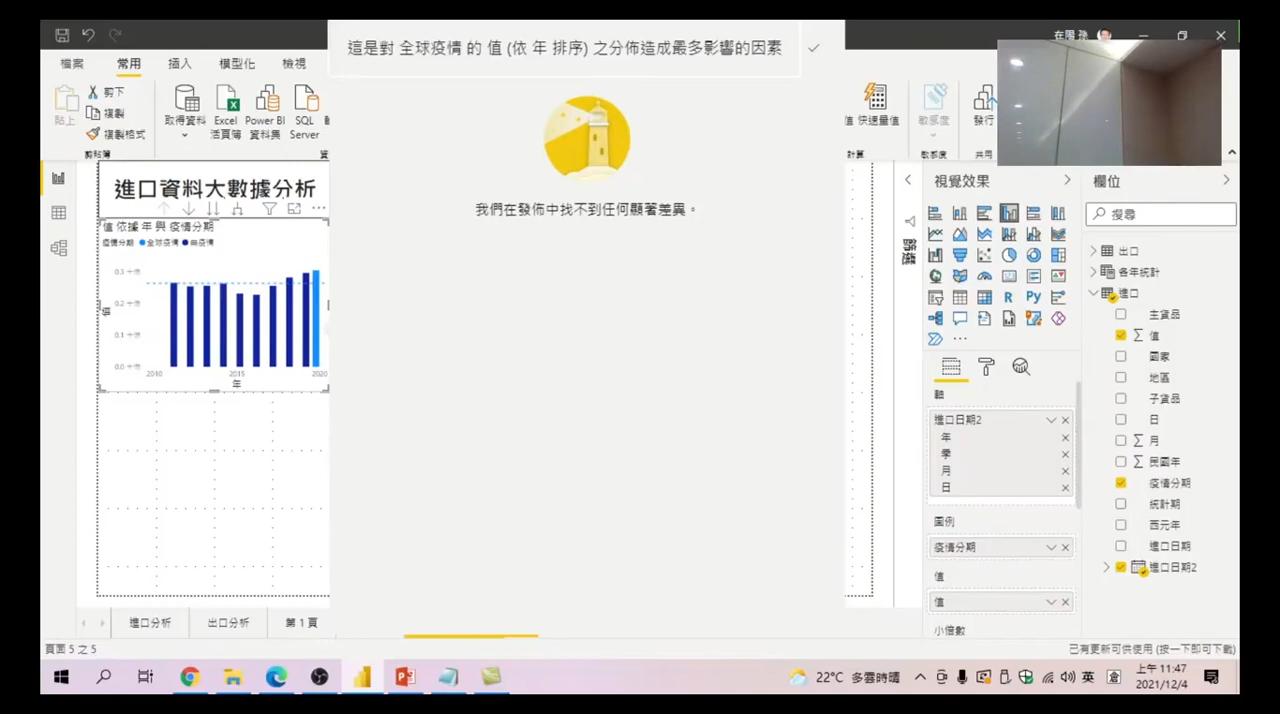 這是對 全球疫情 的 值 (依 年 排序) 之分佈造成最多影響的因素
在陽 孫
檔案
常用
插入
模型化
檢視
貼上
剪下
複製
複製格式
剪貼簿
取得資料
Excel
活頁簿
Power BI
資料集
SQL
Server
快速量值
計算
敏感度
敏感度
發行
共用
進口資料大數據分析
值 依據 年 與 疫情分期
疫情分期 全球疫情 無疫情
0.3 十億
0.2 十億
0.1 十億
0.0 十億
值
2010
2015
2020
年
我們在發佈中找不到任何顯著差異。
篩選
視覺效果
R
Py
軸
進口日期2
年
季
月
日
圖例
疫情分期
值
值
小倍數
欄位
搜尋
出口
各年統計
進口
主貨品
值
國家
地區
子貨品
日
月
民國年
疫情分期
統計期
西元年
進口日期
進口日期2
進口分析
出口分析
第 1 頁
頁面 5 之 5
已有更新可供使用 (按一下即可下載)
22°C 多雲時晴
英
倉
上午 11:47
2021/12/4